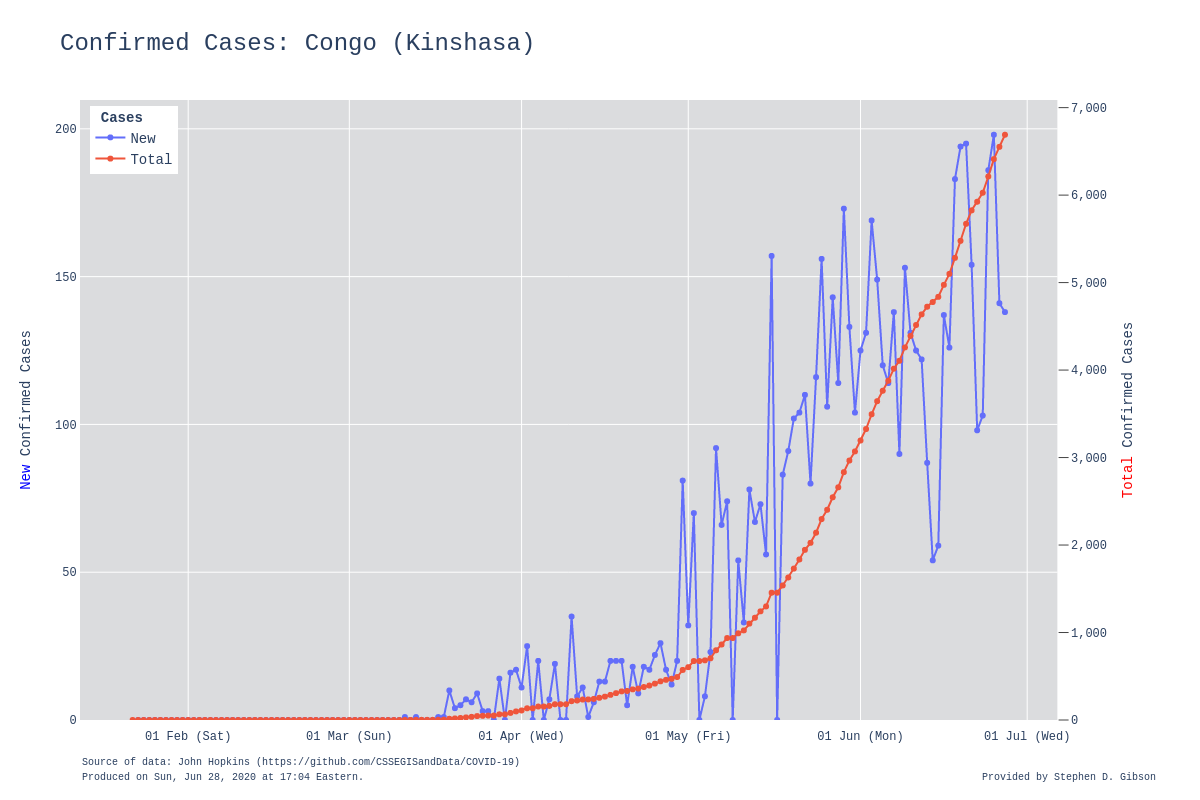 Confirmed Cases: Congo (Kinshasa)
Cases
New
Total
200
150
100
50
0
7,000
6,000
5,000
4,000
3,000
2,000
1,000
0
New Confirmed Cases
Total Confirmed Cases
01 Feb (Sat)
01 Mar (Sun)
01 Apr (Wed)
01 May (Fri)
01 Jun (Mon)
01 Jul (Wed)
Source of data: John Hopkins (https://github.com/CSSEGISandData/COVID-19)
Produced on Sun, Jun 28, 2020 at 17:04 Eastern.
Provided by Stephen D. Gibson